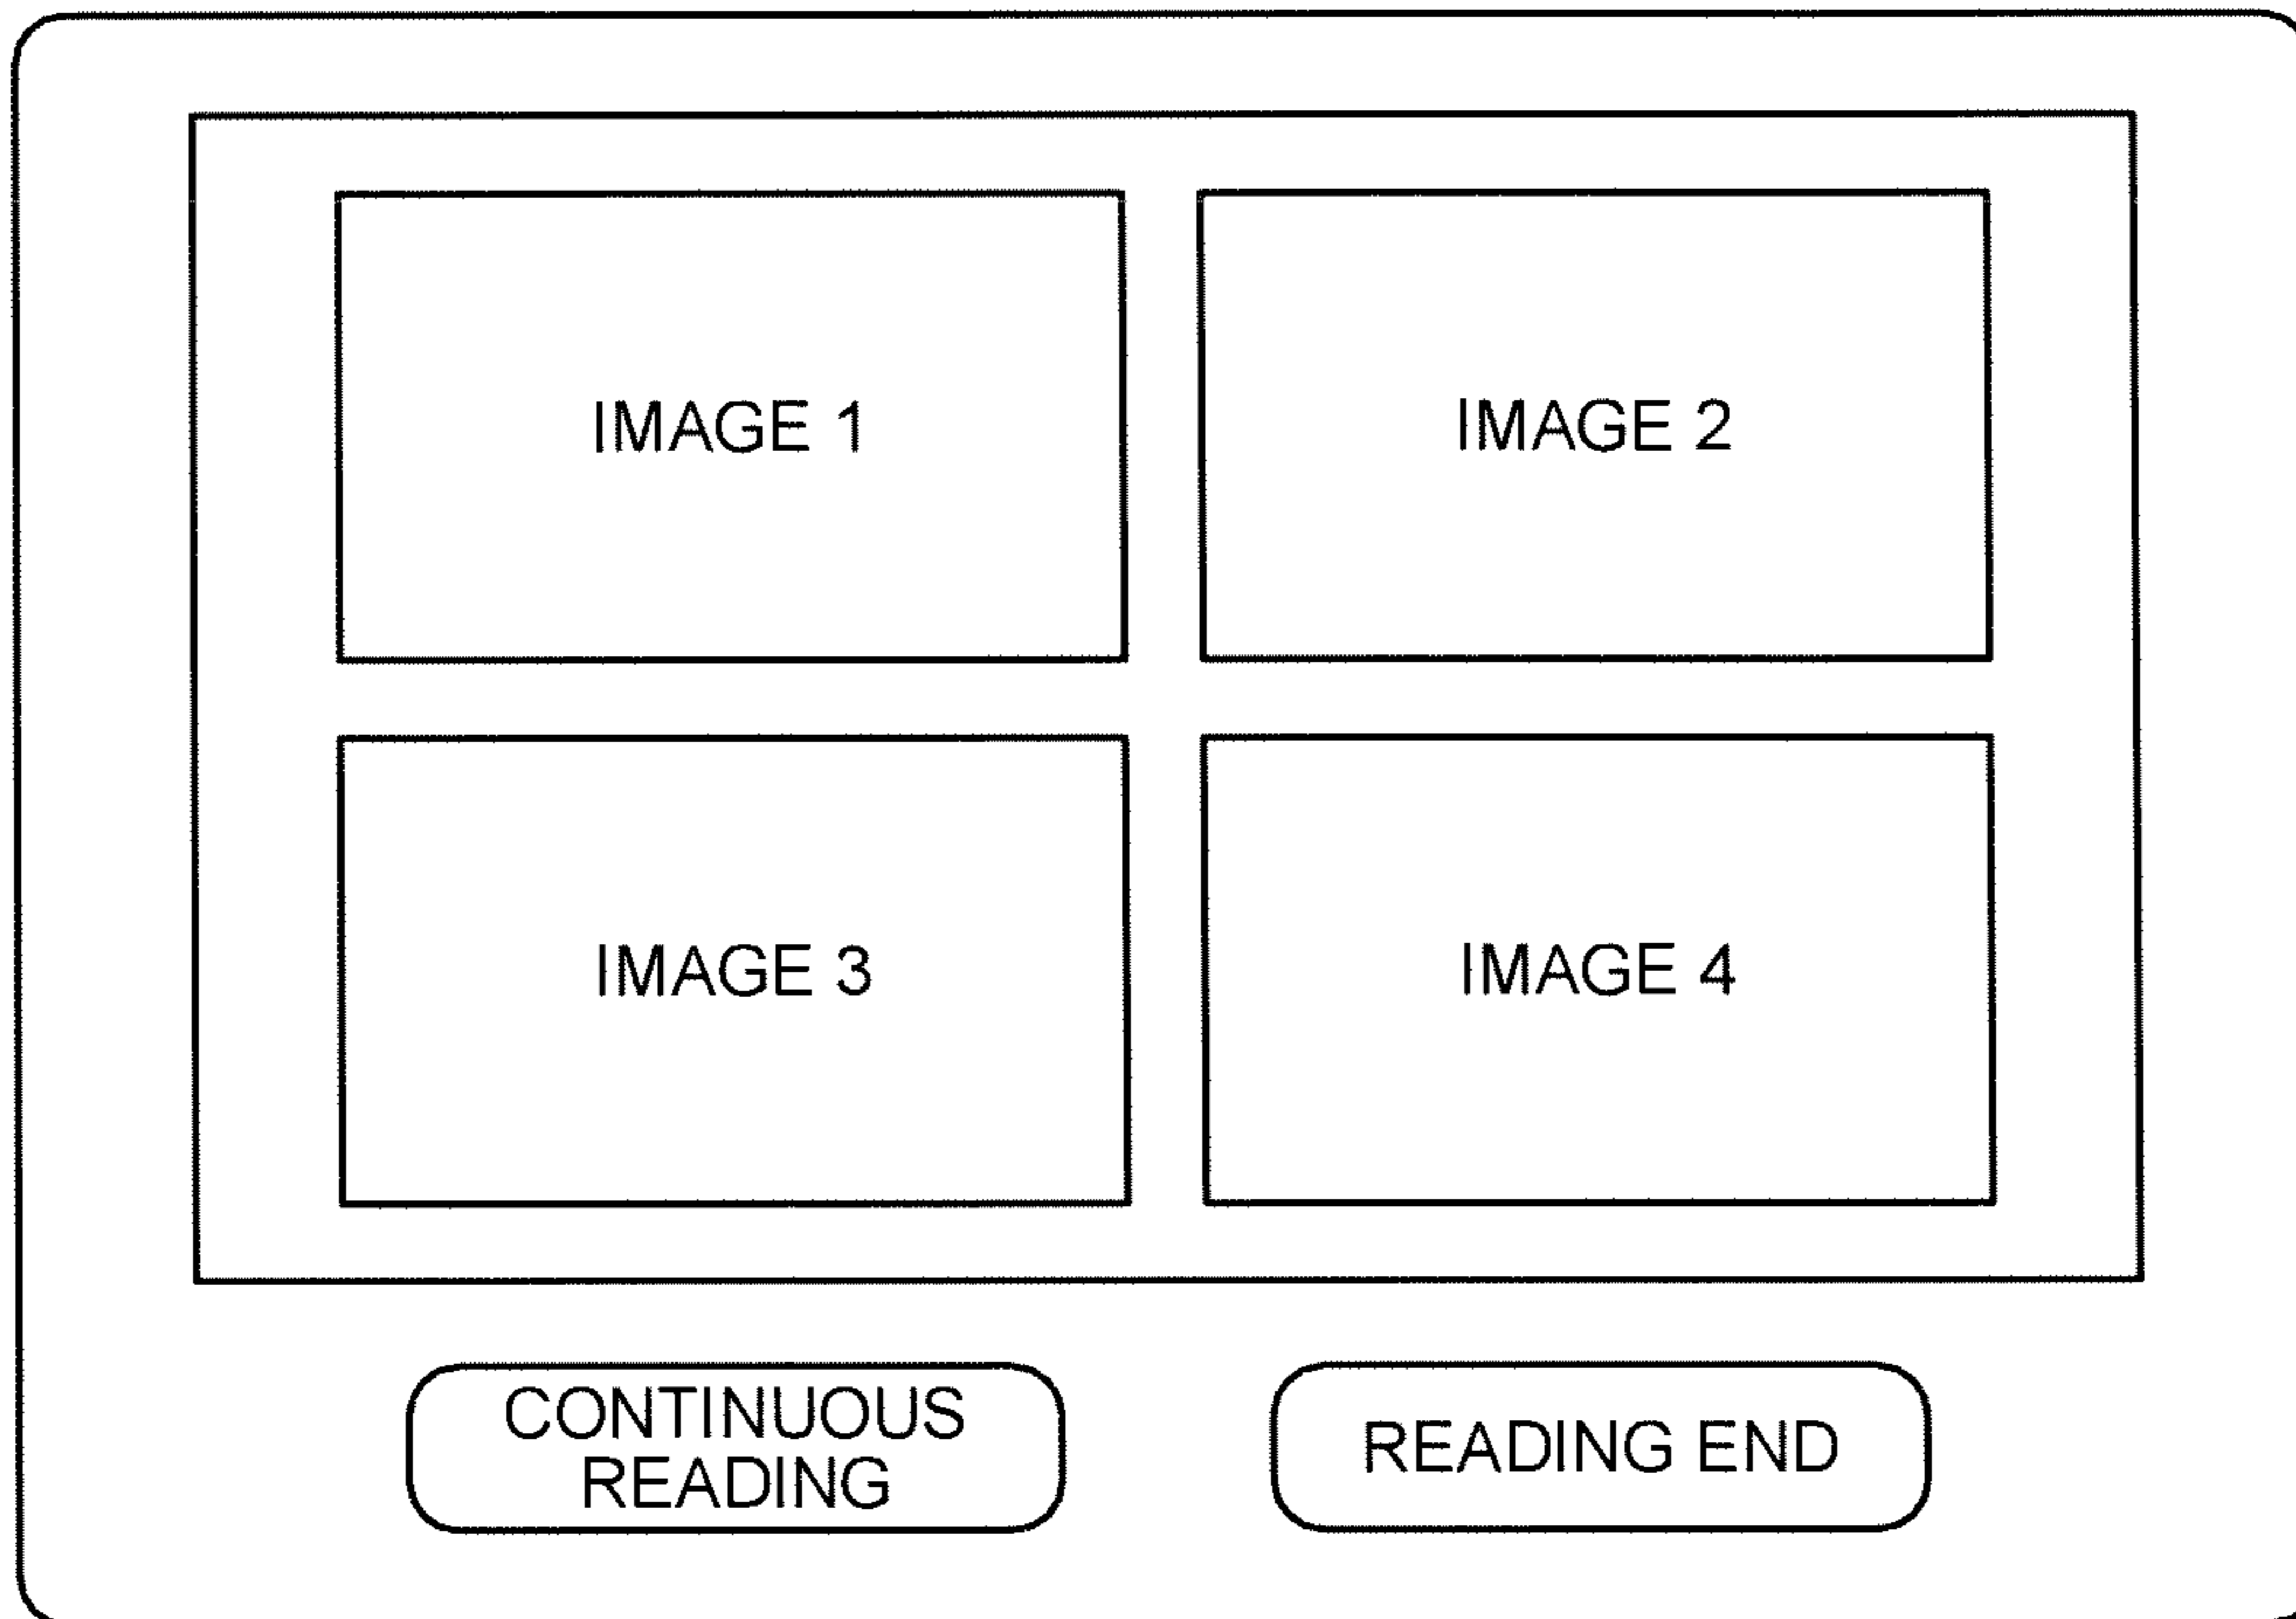 IMAGE 1
IMAGE 2
IMAGE 3
IMAGE 4
CONTINUOUS
READING
READING END